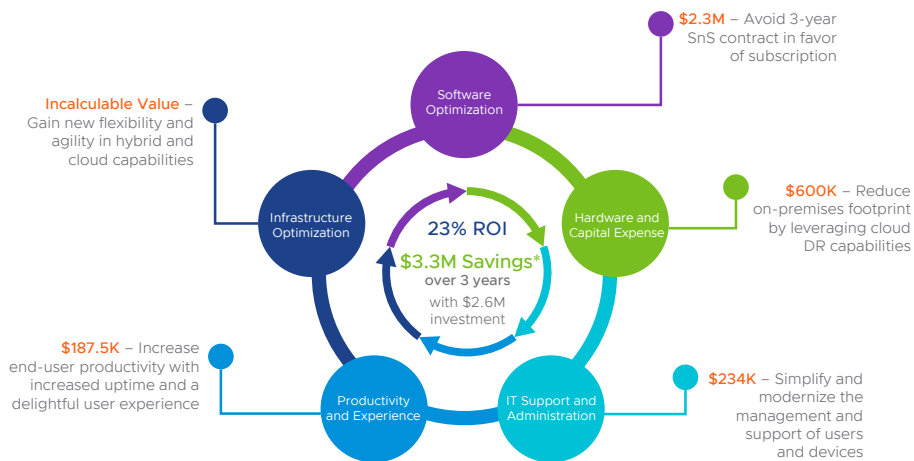 $2.3M – Avoid 3-year
SnS contract in favor
of subscription
Software
Optimization
Incalculable Value –
Gain new flexibility and
agility in hybrid and
cloud capabilities
Infrastructure
Optimization
Hardware and
Capital Expense
$600K – Reduce
on-premises footprint
by leveraging cloud
DR capabilities
23% ROI
$3.3M Savings*
over 3 years
with $2.6M
investment
$187.5K – Increase
end-user productivity with
increased uptime and a
delightful user experience
Productivity
and Experience
IT Support and
Administration
$234K – Simplify and
modernize the
management and
support of users
and devices